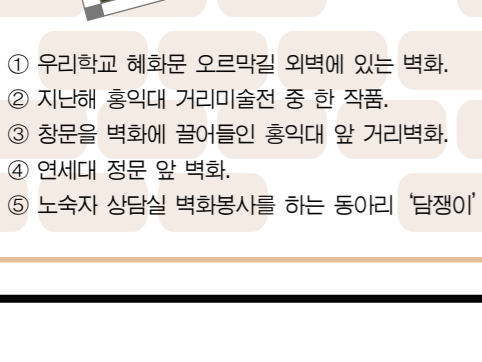 ① 우리학교 혜화문 오르막길 외벽에 있는 벽화.
② 지난해 홍익대 거리미술전 중 한 작품.
③ 창문을 벽화에 끌어들인 홍익대 앞 거리벽화.
④ 연세대 정문 앞 벽화.
⑤ 노숙자 상담실 벽화봉사를 하는 동아리 ‘담쟁이’